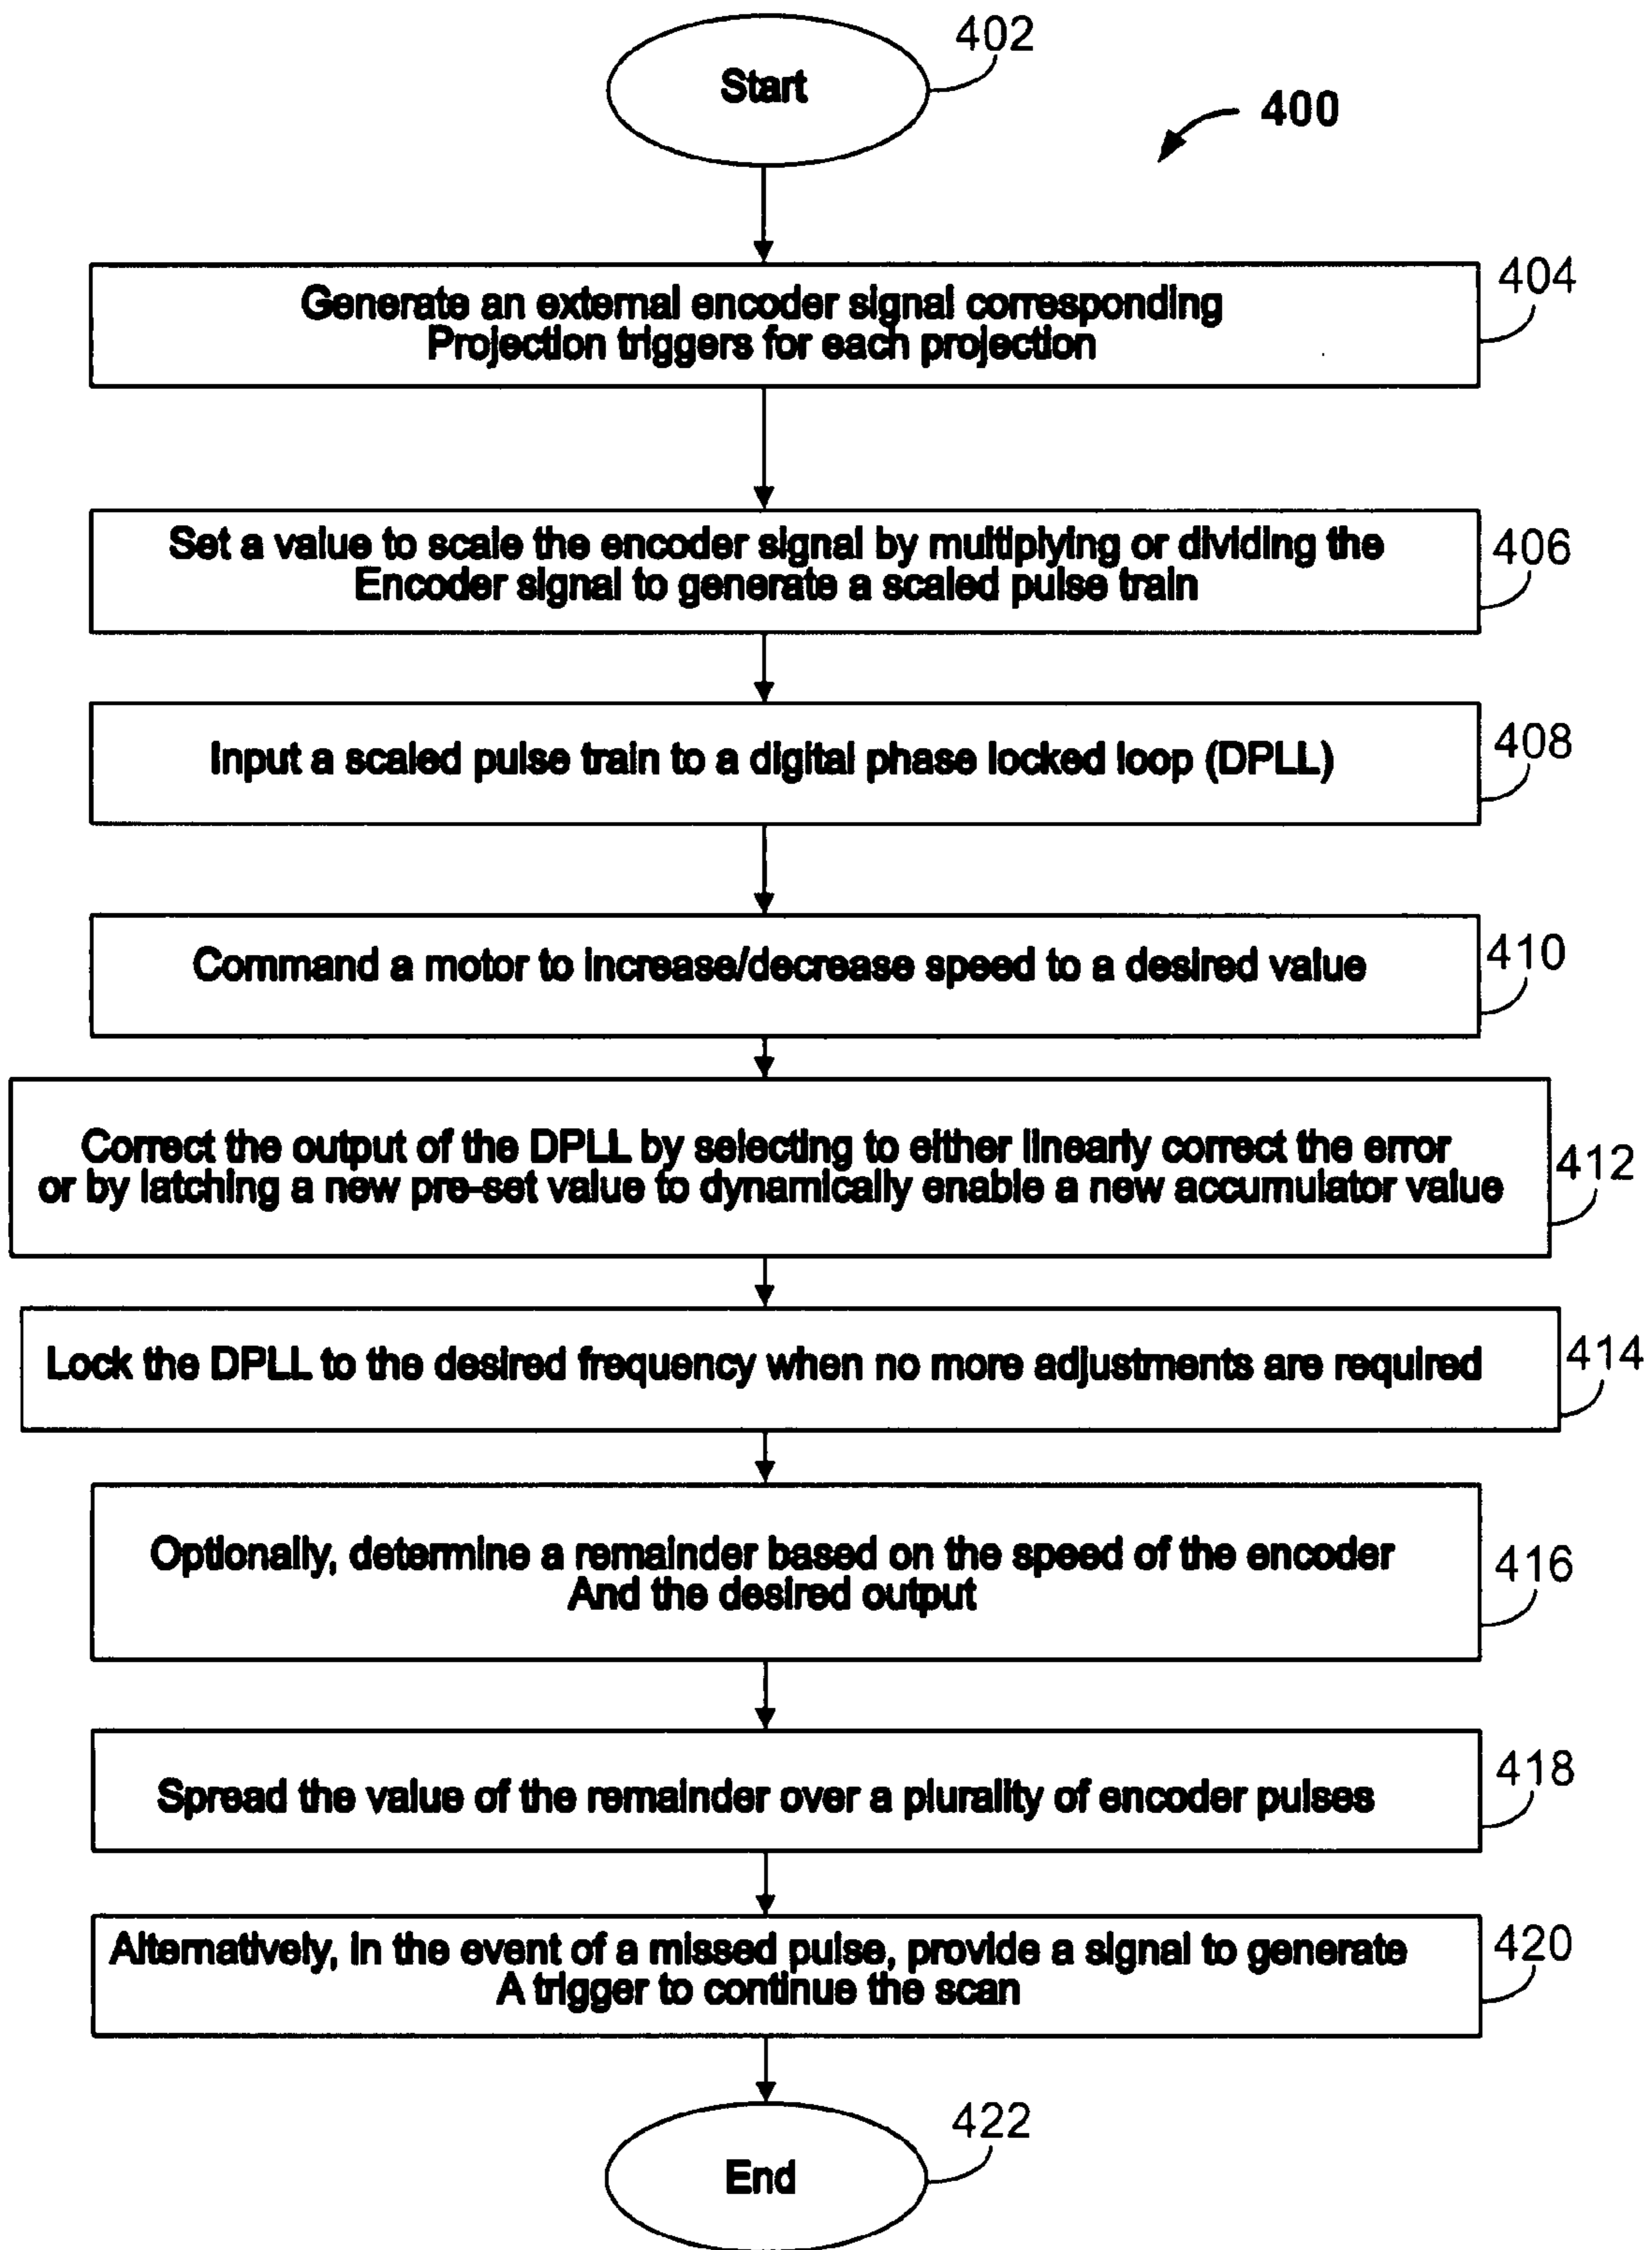 Start
402
400
Generate an external encoder signal corresponding
Projection triggers for each projection
404
Set a value to scale the encoder signal by multiplying or dividing the
Encoder signal to generate a scaled pulse train
406
Input a scaled pulse train to a digital phase locked loop (DPLL)
408
Command a motor to increase/decrease speed to a desired value
410
Correct the output of the DPLL by selecting to either linearly correct the error
or by latching a new pre-set value to dynamically enable a new accumulator value
412
Lock the DPLL to the desired frequency when no more adjustments are required
414
Optionally, determine a remainder based on the speed of the encoder
And the desired output
416
Spread the value of the remainder over a plurality of encoder pulses
418
Alternatively, in the event of a missed pulse, provide a signal to generate
A trigger to continue the scan
420
End
422